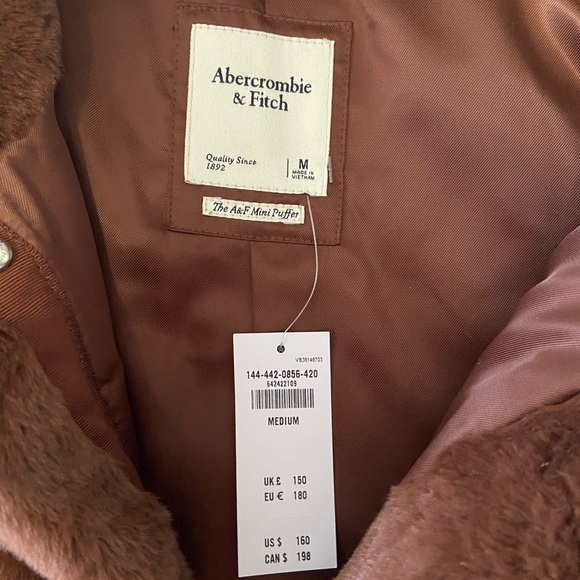 Abercrombie
& Fitch
Quality Since
1892
M
MADE IN
VIETNAM
The A&F Mini Puffer
VB36146703
144-442-0856-420
642422109
MEDIUM
UK £ 150
EU € 180
US $ 160
CAN $ 198